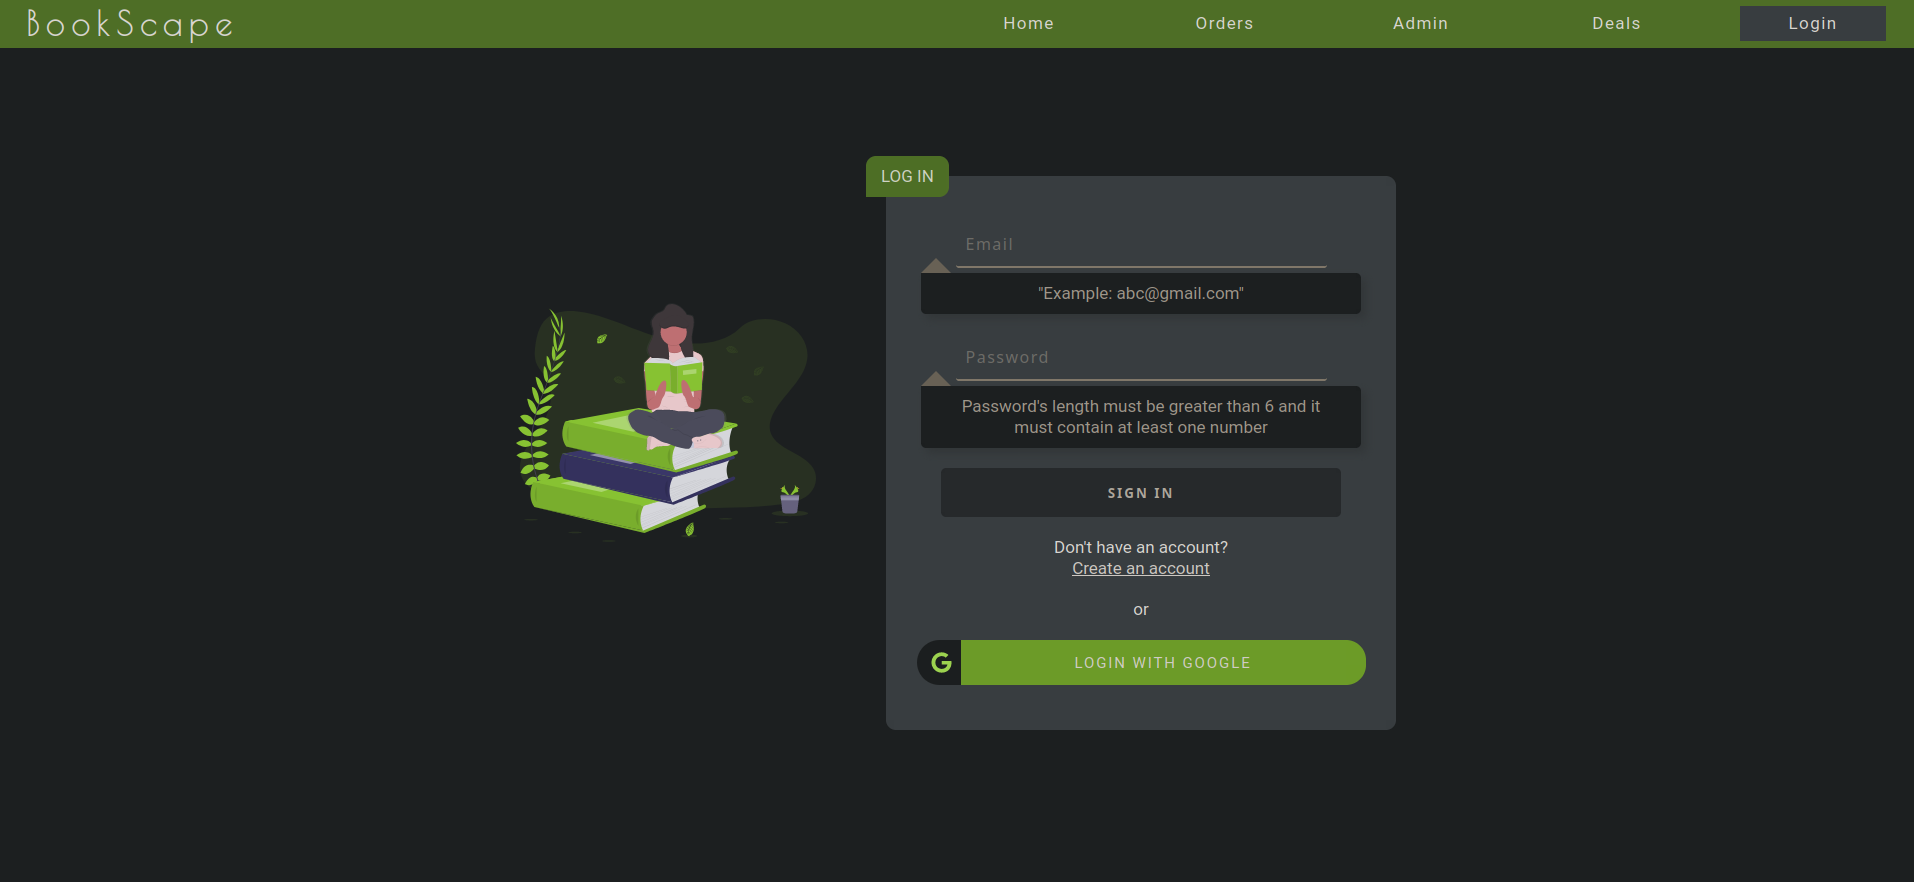 BookScape
Home
Orders
Admin
Deals
Login
LOG IN
Email
"Example: abc@gmail.com"
Password
Password's length must be greater than 6 and it
must contain at least one number
SIGN IN
Don't have an account?
Create an account
or
G
LOGIN WITH GOOGLE